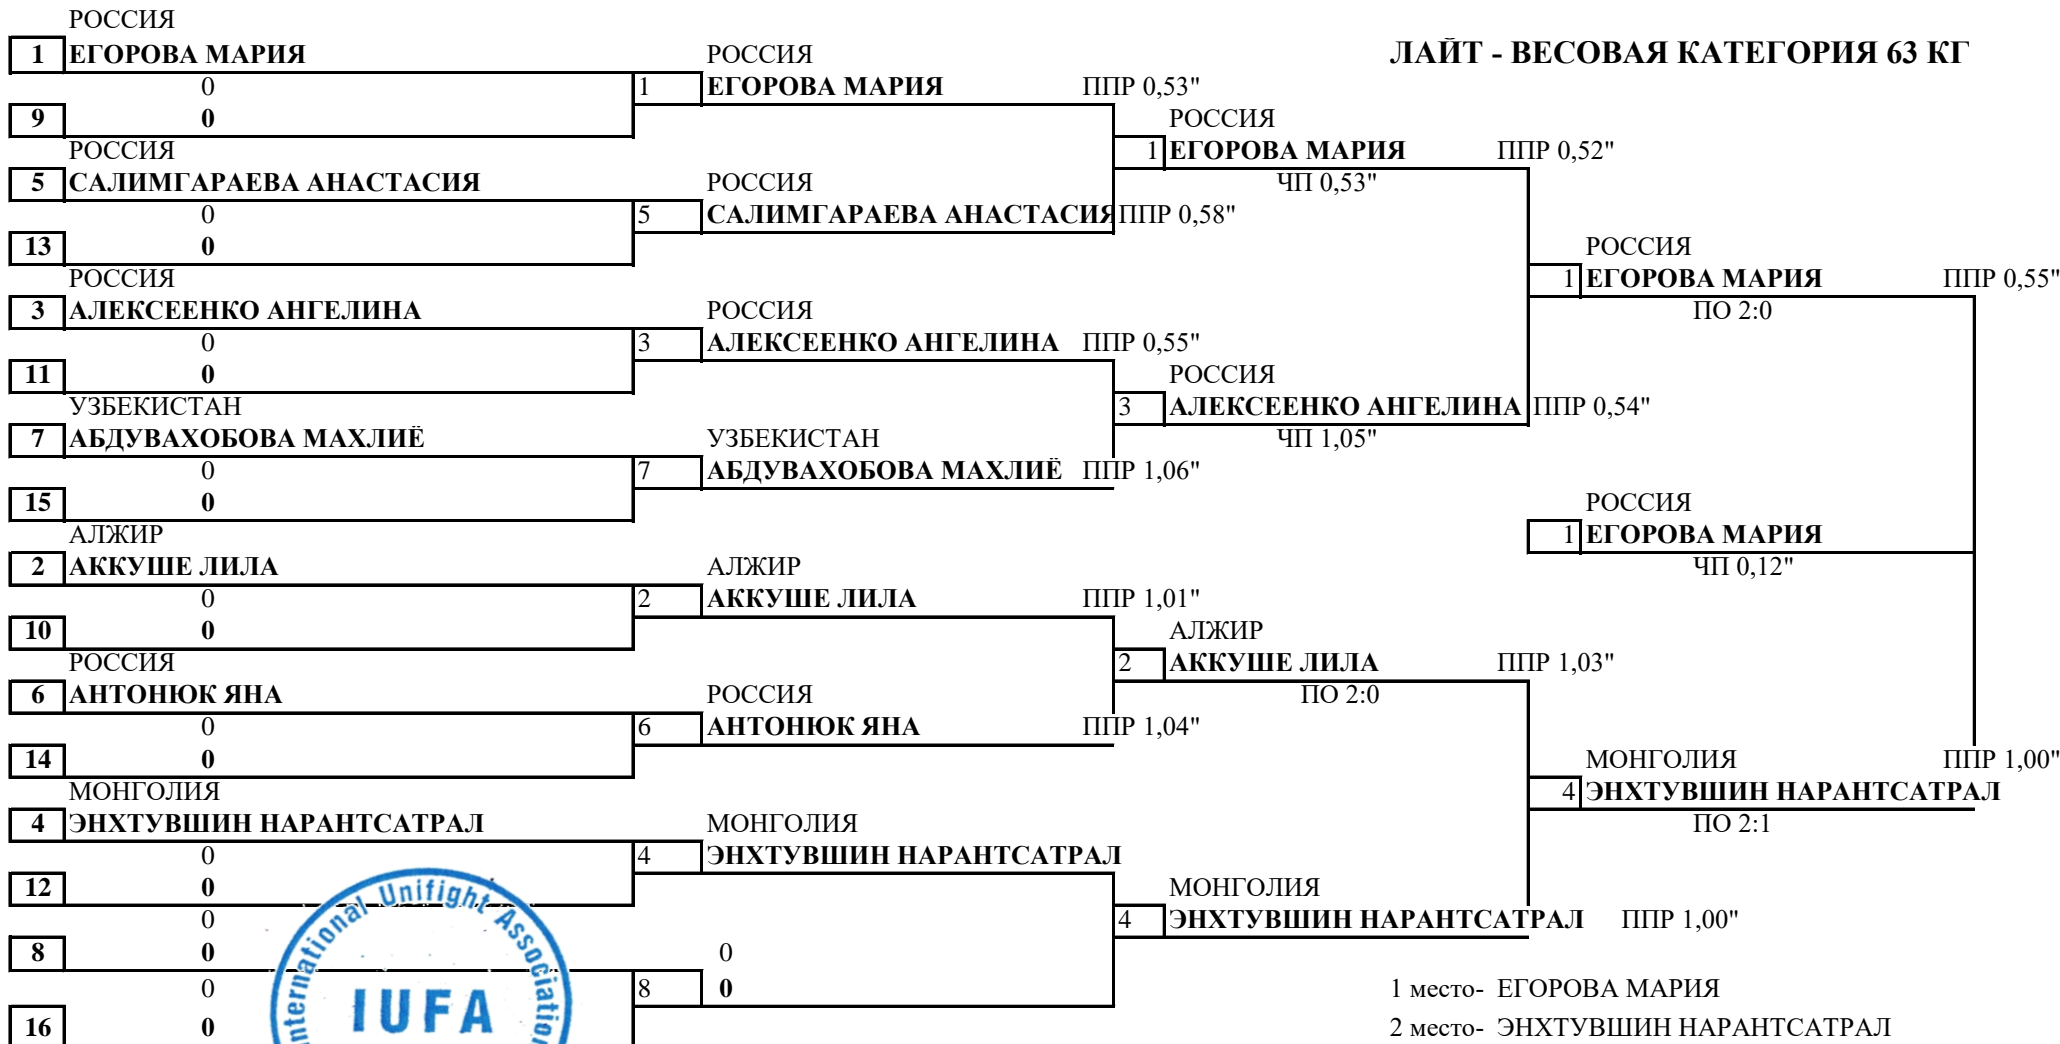 РОССИЯ
1 ЕГОРОВА МАРИЯ РОССИЯ ЛАЙТ - ВЕСОВАЯ КАТЕГОРИЯ 63 КГ
0 1 ЕГОРОВА МАРИЯ ППР 0,53"
9 0 РОССИЯ
РОССИЯ 1 ЕГОРОВА МАРИЯ ППР 0,52"
5 САЛИМГАРАЕВА АНАСТАСИЯ РОССИЯ ЧП 0,53"
0 5 САЛИМГАРАЕВА АНАСТАСИЯ ППР 0,58"
13 0 РОССИЯ
РОССИЯ 1 ЕГОРОВА МАРИЯ ППР 0,55"
3 АЛЕКСЕЕНКО АНГЕЛИНА РОССИЯ ПО 2:0
0 3 АЛЕКСЕЕНКО АНГЕЛИНА ППР 0,55"
11 0 РОССИЯ
УЗБЕКИСТАН 3 АЛЕКСЕЕНКО АНГЕЛИНА ППР 0,54"
7 АБДУВАХОБОВА МАХЛИЁ УЗБЕКИСТАН ЧП 1,05"
0 7 АБДУВАХОБОВА МАХЛИЁ ППР 1,06"
15 0 РОССИЯ
АЛЖИР 1 ЕГОРОВА МАРИЯ
2 АККУШЕ ЛИЛА АЛЖИР ЧП 0,12"
0 2 АККУШЕ ЛИЛА ППР 1,01"
10 0 АЛЖИР
РОССИЯ 2 АККУШЕ ЛИЛА ППР 1,03"
6 АНТОНЮК ЯНА РОССИЯ ПО 2:0
0 6 АНТОНЮК ЯНА ППР 1,04"
14 0 МОНГОЛИЯ ППР 1,00"
МОНГОЛИЯ 4 ЭНХТУВШИН НАРАНТСАТРАЛ
4 ЭНХТУВШИН НАРАНТСАТРАЛ МОНГОЛИЯ ПО 2:1
0 4 ЭНХТУВШИН НАРАНТСАТРАЛ
12 0 МОНГОЛИЯ
0 4 ЭНХТУВШИН НАРАНТСАТРАЛ ППР 1,00"
8 0 0
0 8 0 1 место- ЕГОРОВА МАРИЯ
16 0 2 место- ЭНХТУВШИН НАРАНТСАТРАЛ
International Unifight Association
IUFA